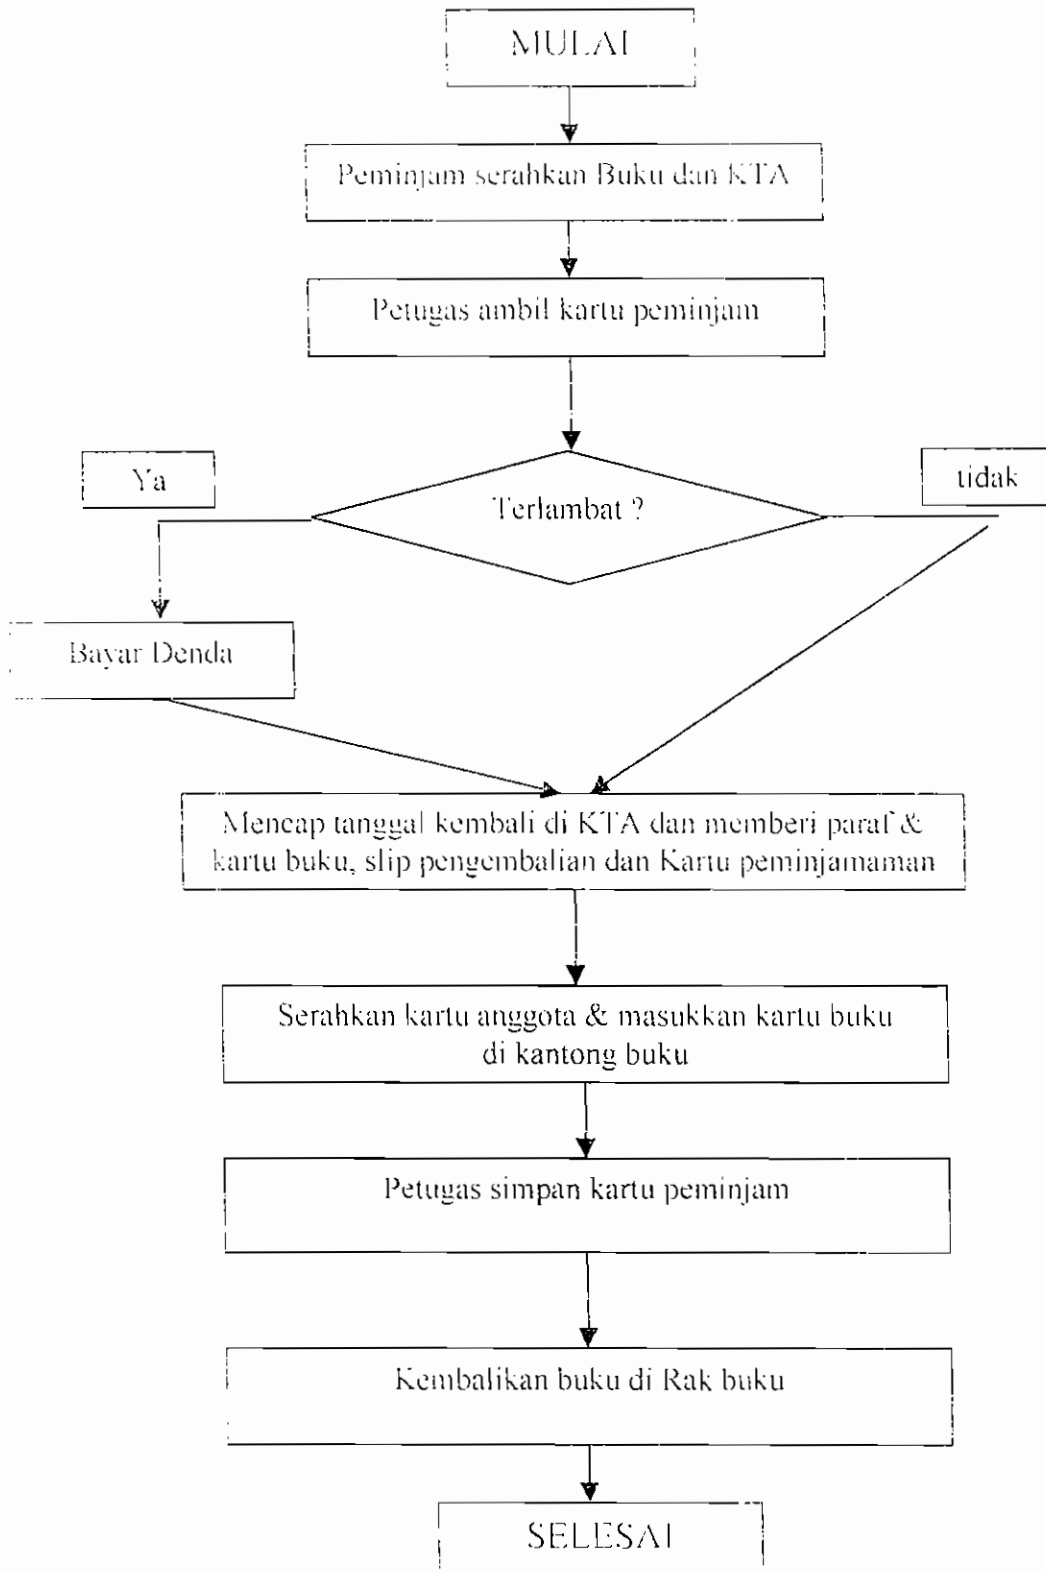 MULAI
Peminjam serahkan Buku dan KTA
Petugas ambil kartu peminjam
Ya
tidak
Terlambat ?
Bayar Denda
Mencap tanggal kembali di KTA dan memberi paraf &
kartu buku, slip pengembalian dan Kartu peminjamaman
Serahkan kartu anggota & masukkan kartu buku
di kantong buku
Petugas simpan kartu peminjam
Kembalikan buku di Rak buku
SELESAI